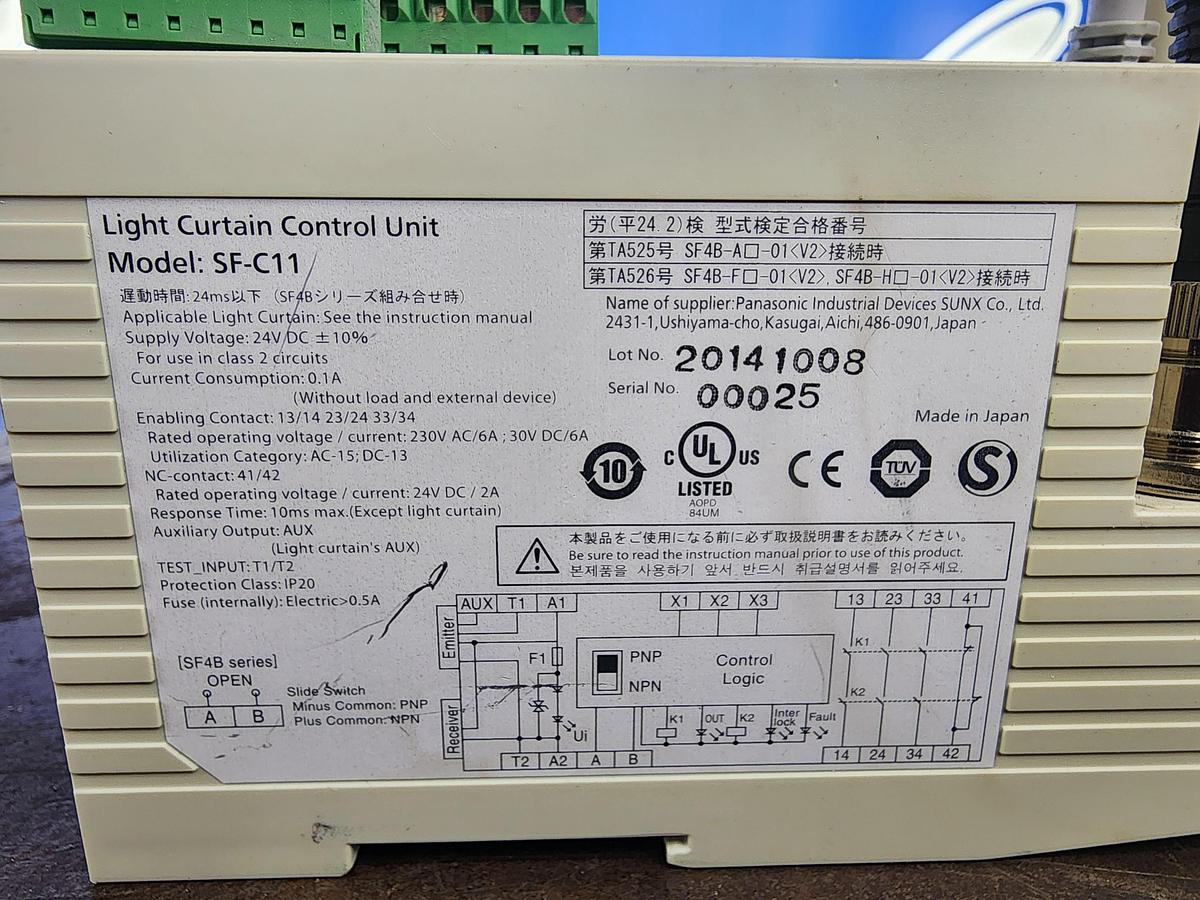 Light Curtain Control Unit
Model: SF-C11
遅動時間:24ms以下 (SF4Bシリーズ組み合せ時)
Applicable Light Curtain: See the instruction manual
Supply Voltage: 24V DC ±10%
For use in class 2 circuits
Current Consumption: 0.1A
(Without load and external device)
Enabling Contact: 13/14 23/24 33/34
Rated operating voltage / current: 230V AC/6A ; 30V DC/6A
Utilization Category: AC-15; DC-13
NC-contact: 41/42
Rated operating voltage / current: 24V DC / 2A
Response Time: 10ms max.(Except light curtain)
Auxiliary Output: AUX
(Light curtain's AUX)
TEST_INPUT: T1/T2
Protection Class: IP20
Fuse (internally): Electric>0.5A
[SF4B series]
OPEN
A B
Slide Switch
Minus Common: PNP
Plus Common: NPN
労(平24.2)検 型式検定合格番号
第TA525号 SF4B-A□-01<V2>接続時
第TA526号 SF4B-F□-01<V2>, SF4B-H□-01<V2>接続時
Name of supplier:Panasonic Industrial Devices SUNX Co., Ltd.
2431-1,Ushiyama-cho,Kasugai,Aichi,486-0901,Japan
Lot No. 20141008
Serial No. 00025
Made in Japan
10
C UL US
LISTED
AOPD
84UM
CE
TÜV
S
本製品をご使用になる前に必ず取扱説明書をお読みください。
Be sure to read the instruction manual prior to use of this product.
본제품을 사용하기 앞서 반드시 취급설명서를 읽어주세요.
AUX T1 A1 X1 X2 X3 13 23 33 41
Emitter
F1
PNP
NPN
Control
Logic
K1
K2
Receiver
Ui
K1 OUT K2 Inter
lock Fault
T2 A2 A B 14 24 34 42